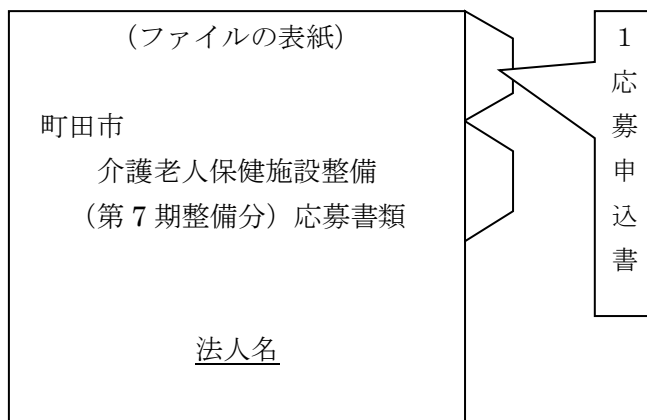 (ファイルの表紙)
町田市
介護老人保健施設整備
(第7期整備分)応募書類
法人名
1応募申込書